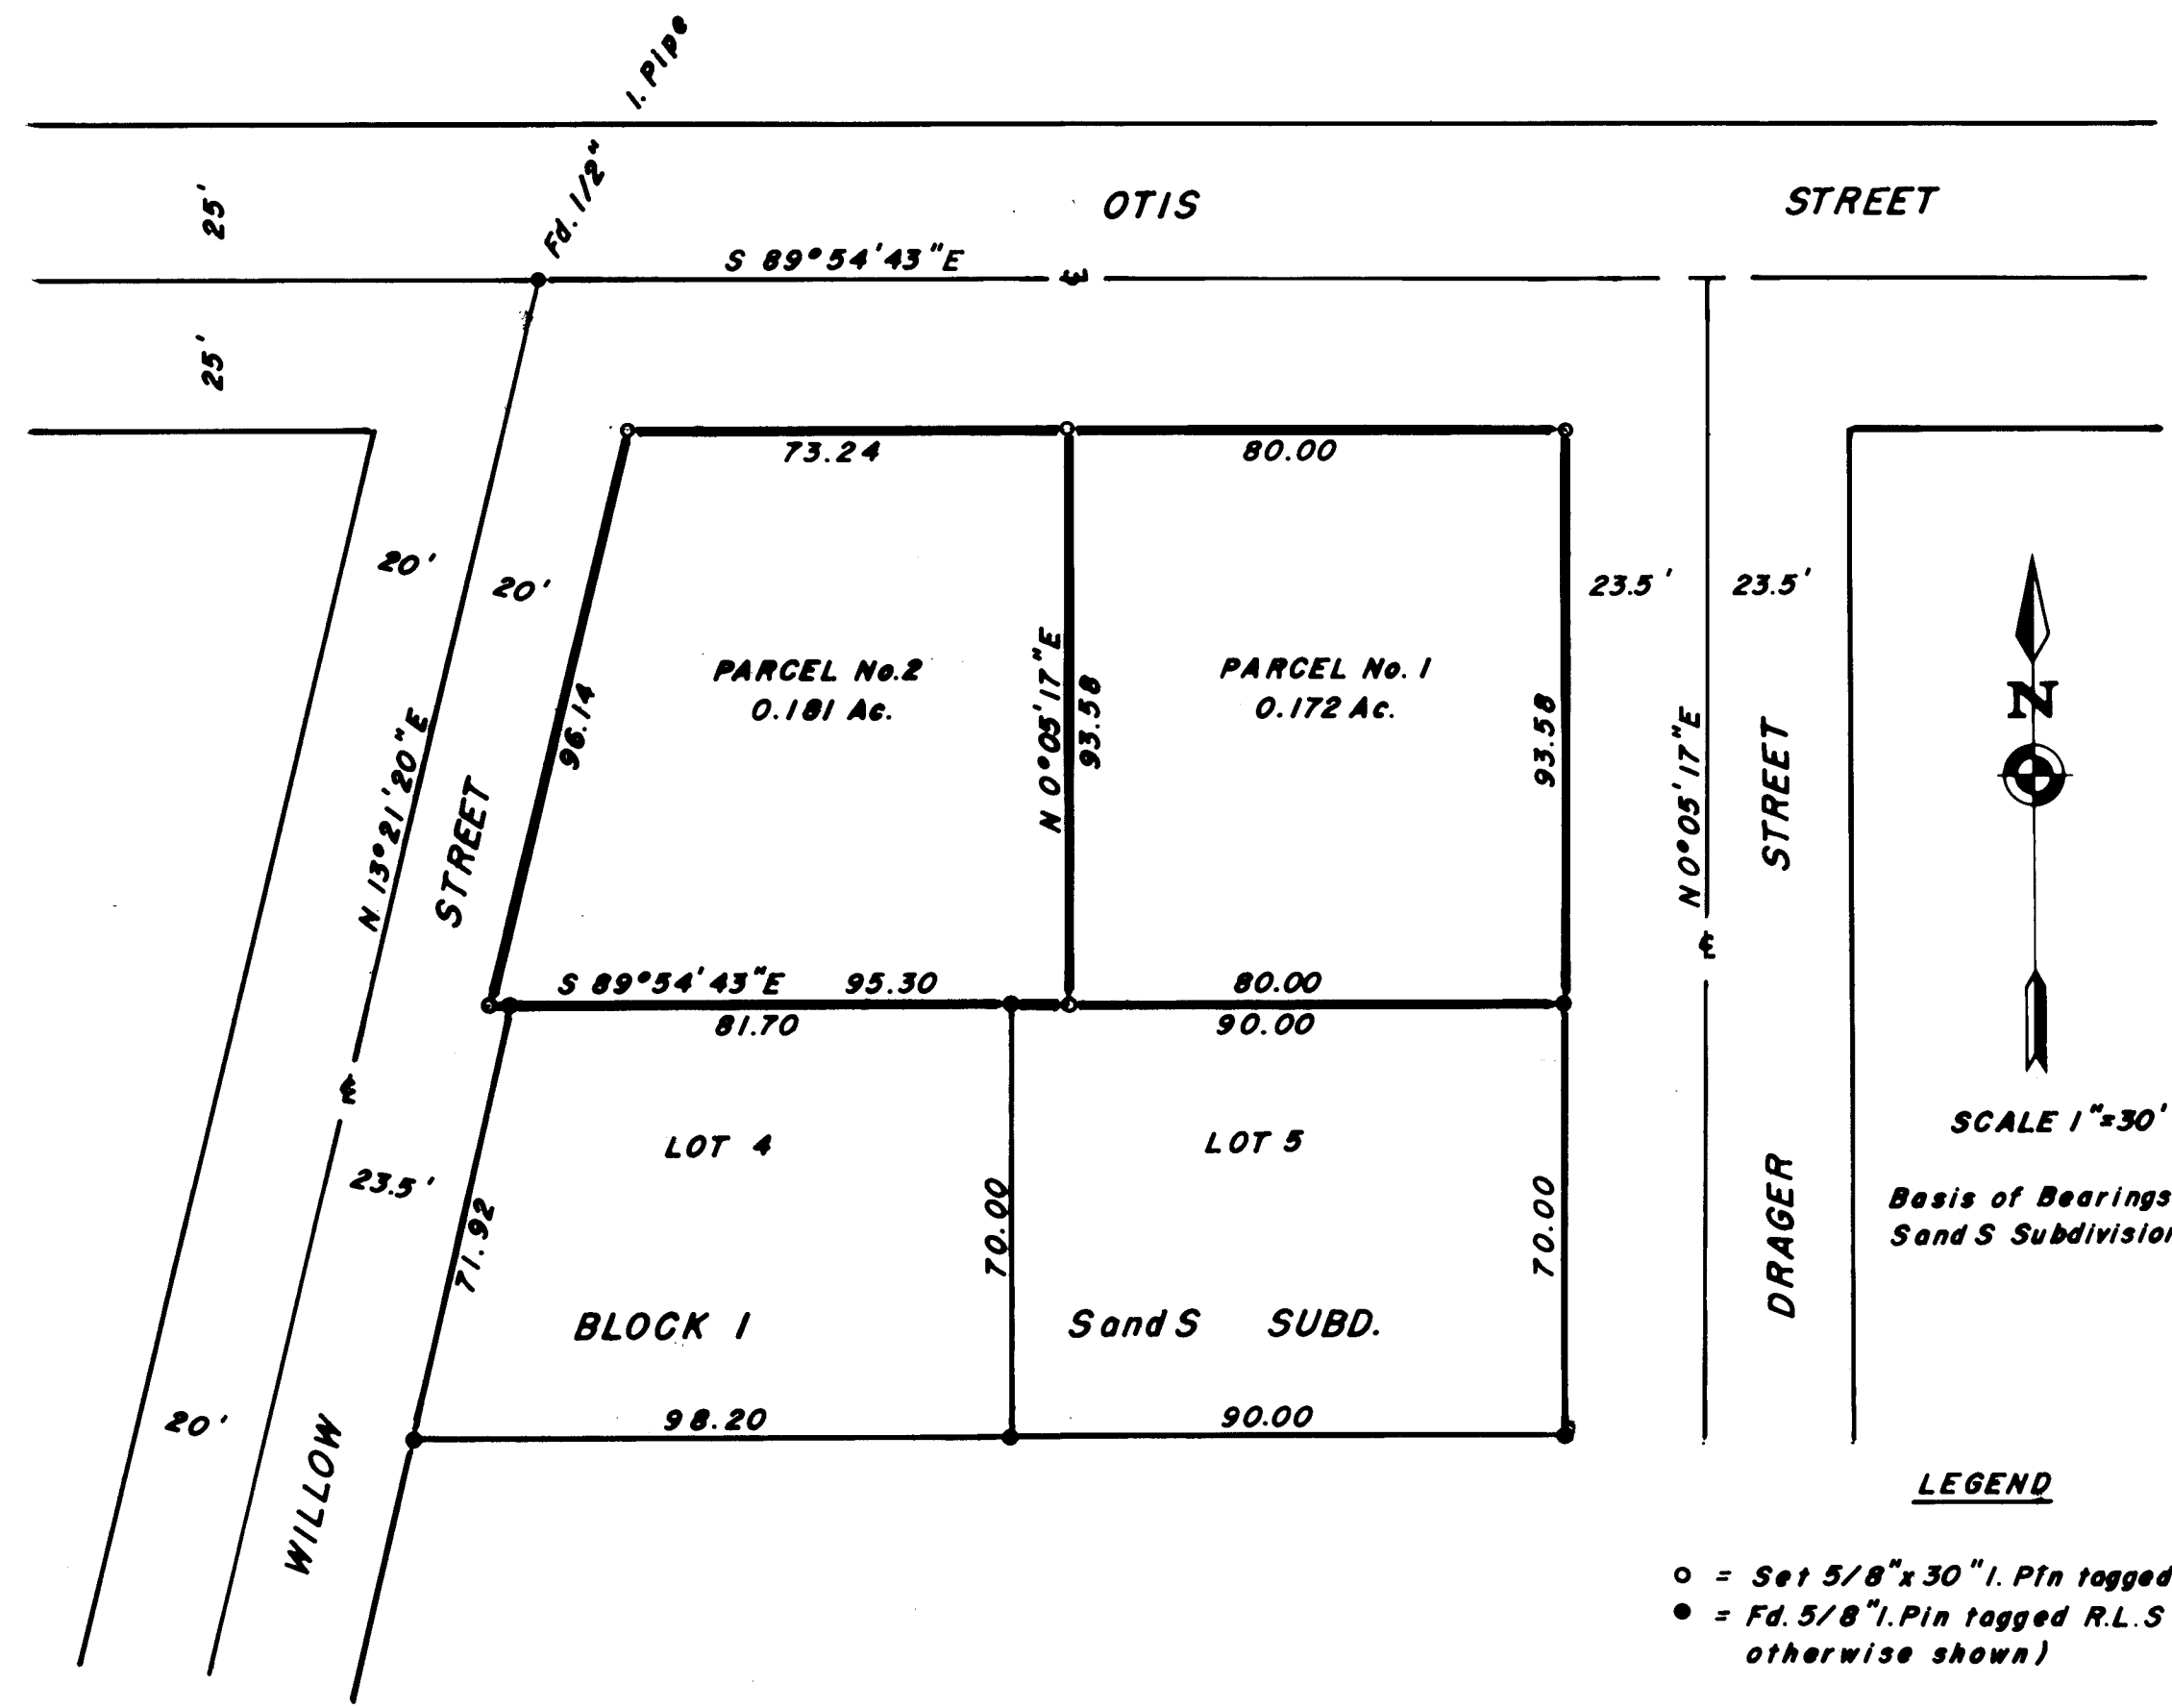 Fd. 1/2" I. PIPe
25'
OTIS STREET
S 89°54'43"E
25'
73.24
80.00
20'
20'
23.5'
23.5'
PARCEL No.2
0.181 Ac.
PARCEL No. 1
0.172 Ac.
N 0°05'17"E
93.58
93.58
96.14
N 13°21'20"E
N 0°05'17"E
STREET
STREET
N
S 89°54'43"E 95.30
80.00
81.70
90.00
SCALE 1"=30'
LOT 4
LOT 5
23.5'
71.92
70.00
70.00
DRAGER
Basis of Bearings
SandS Subdivision
BLOCK 1
SandS SUBD.
20'
98.20
90.00
WILLOW
LEGEND
= Set 5/8"x 30"I. Pin tagged
= Fd. 5/8"I.Pin tagged R.L.S
otherwise shown)